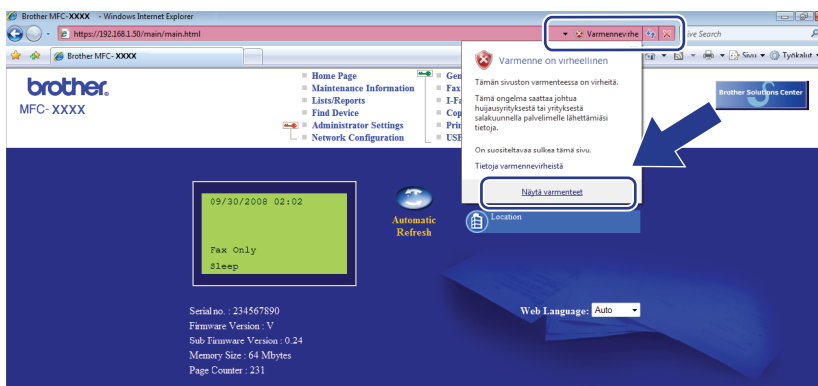 Brother MFC-XXXX - Windows Internet Explorer
https://192.168.1.50/main/main.html
Varmennevirhe
ive Search
Brother MFC- XXXX
Sivu
Työkalut
brother
MFC- XXXX
Home Page
Maintenance Information
Lists/Reports
Find Device
Administrator Settings
Network Configuration
Gen
Fax
I-Fa
Cop
Prin
USB
Brother Solutions Center
Varmenne on virheellinen
Tämän sivuston varmenteessa on virheitä.
Tämä ongelma saattaa johtua
huijausyrityksestä tai yrityksestä
salakuunnella palvelimelle lähettämiäsi
tietoja.
On suositeltavaa sulkea tämä sivu.
Tietoja varmennevirheistä
Näytä varmenteet
09/30/2008 02:02
Fax Only
Sleep
Automatic
Refresh
Location
Serial no. : 234567890
Firmware Version : V
Sub Firmware Version : 0.24
Memory Size : 64 Mbytes
Page Counter : 231
Web Language: Auto